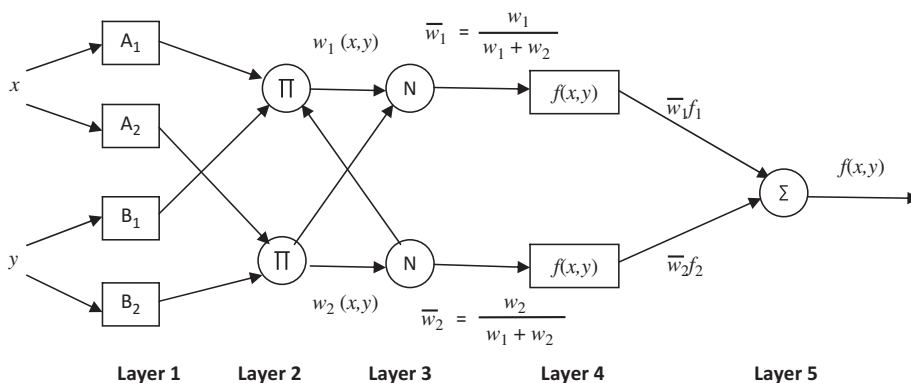 A₁
w₁ (x,y)
w̅₁ = w₁ / (w₁ + w₂)
x
Π
N
f(x,y)
w̅₁f₁
A₂
B₁
Σ
f(x,y)
y
Π
N
f(x,y)
w̅₂f₂
B₂
w₂ (x,y)
w̅₂ = w₂ / (w₁ + w₂)
Layer 1 Layer 2 Layer 3 Layer 4 Layer 5